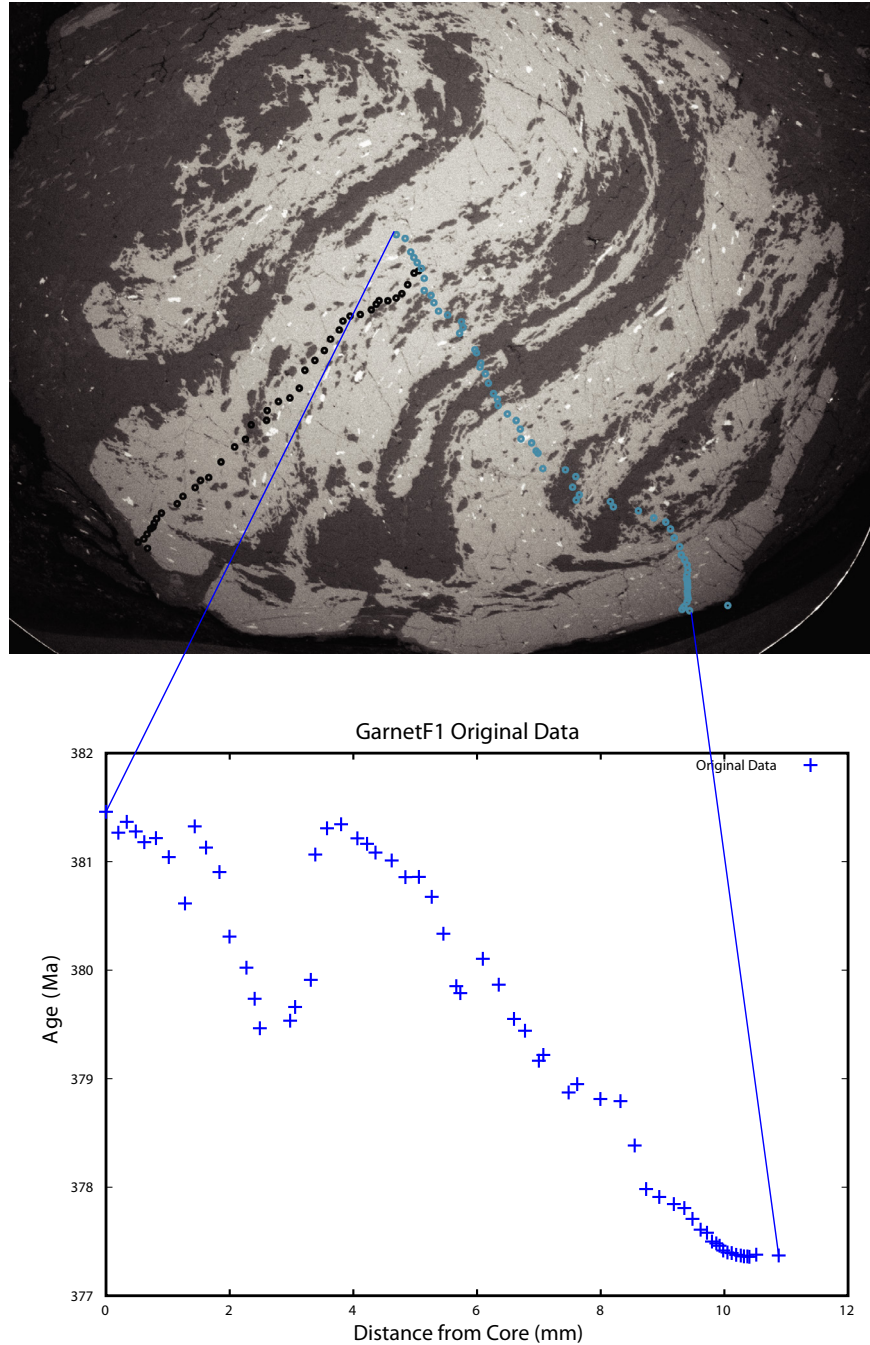 GarnetF1 Original Data
382
Original Data
381
380
Age (Ma)
379
378
377
0 2 4 6 8 10 12
Distance from Core (mm)